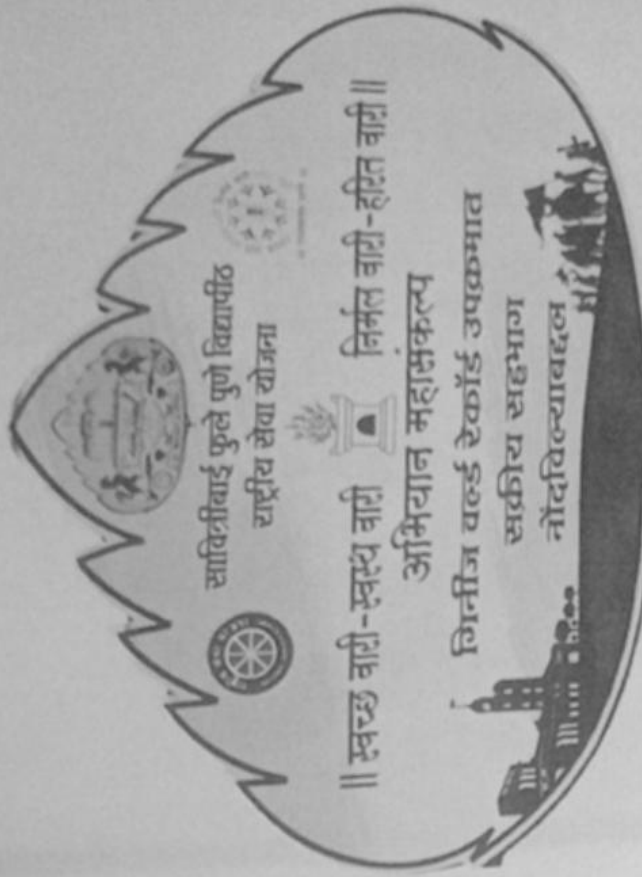 सावित्रीबाई फुले पुणे विद्यापीठ
राष्ट्रीय सेवा योजना
|| स्वच्छ वारी-स्वस्थ वारी निर्मल वारी-हरित वारी ||
अभियान महासंकल्प
गिनीज वर्ल्ड रेकॉर्ड उपक्रमात
सक्रीय सहभाग
नोंदविल्याबद्दल